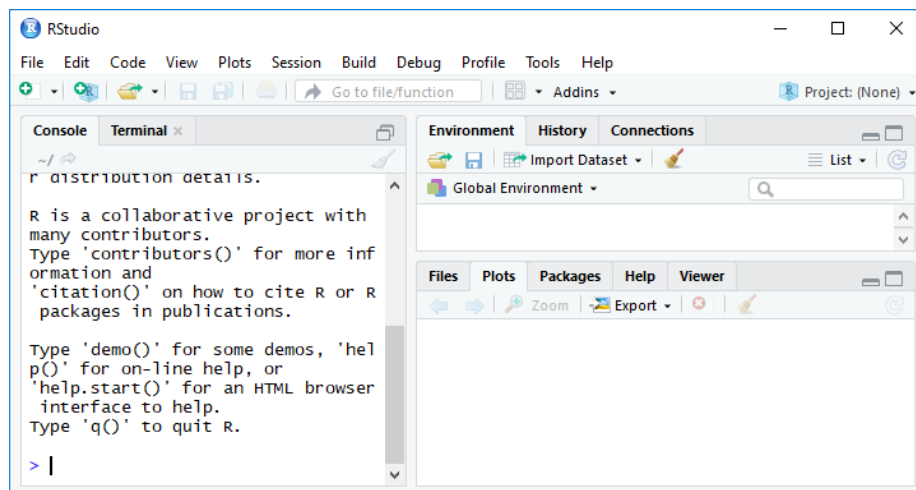 RStudio
File Edit Code View Plots Session Build Debug Profile Tools Help
Go to file/function Addins Project: (None)
Console Terminal
~/
r distribution details.
R is a collaborative project with
many contributors.
Type 'contributors()' for more inf
ormation and
'citation()' on how to cite R or R
packages in publications.
Type 'demo()' for some demos, 'hel
p()' for on-line help, or
'help.start()' for an HTML browser
interface to help.
Type 'q()' to quit R.
>
Environment History Connections
Import Dataset List
Global Environment
Files Plots Packages Help Viewer
Zoom Export